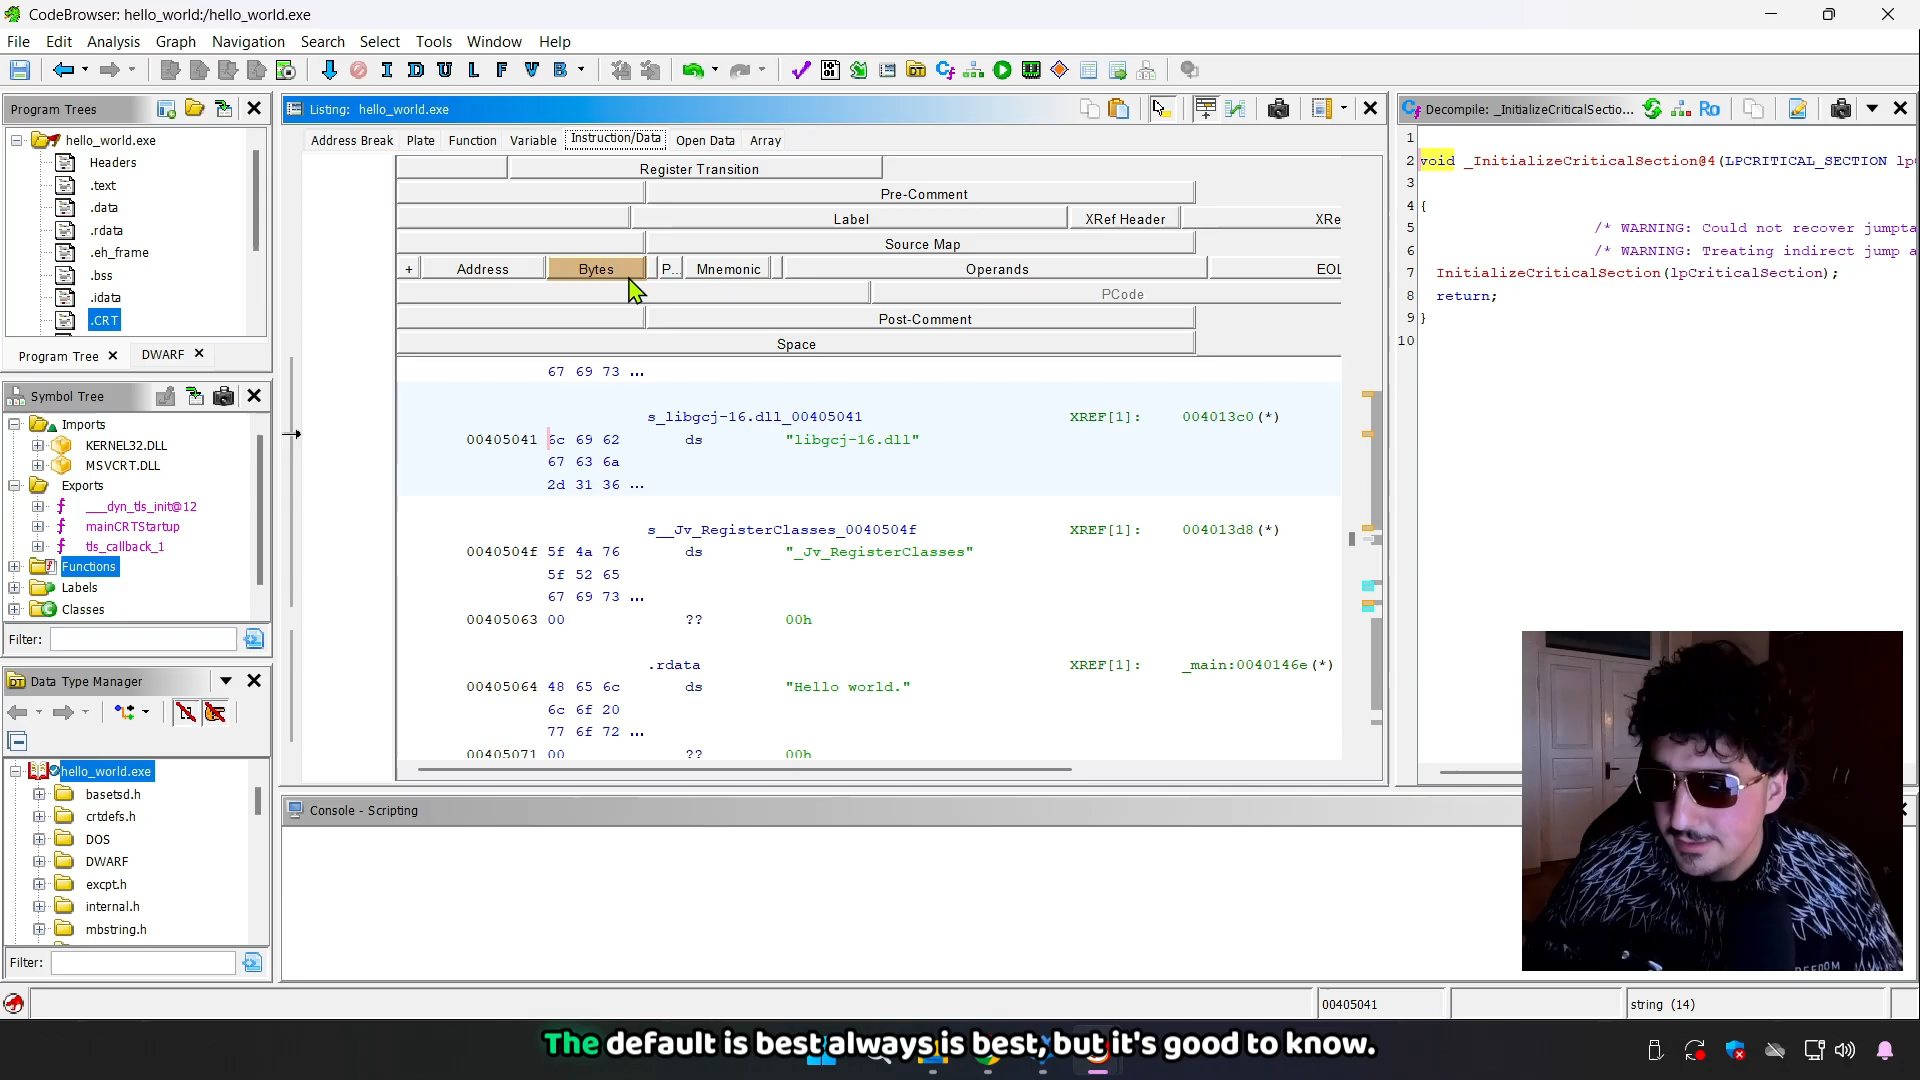 CodeBrowser: hello_world:/hello_world.exe
File Edit Analysis Graph Navigation Search Select Tools Window Help
I D U L F V B
Program Trees
hello_world.exe
Headers
.text
.data
.rdata
.eh_frame
.bss
.idata
.CRT
Program Tree DWARF
Symbol Tree
Imports
KERNEL32.DLL
MSVCRT.DLL
Exports
___dyn_tls_init@12
mainCRTStartup
tls_callback_1
Functions
Labels
Classes
Filter:
Data Type Manager
hello_world.exe
basetsd.h
crtdefs.h
DOS
DWARF
excpt.h
internal.h
mbstring.h
Filter:
Listing: hello_world.exe
Address Break Plate Function Variable Instruction/Data Open Data Array
Register Transition
Pre-Comment
Label XRef Header XRe
Source Map
+ Address Bytes P... Mnemonic Operands EOL
PCode
Post-Comment
Space
67 69 73 ...
s_libgcj-16.dll_00405041 XREF[1]: 004013c0(*)
00405041 6c 69 62 ds "libgcj-16.dll"
67 63 6a
2d 31 36 ...
s__Jv_RegisterClasses_0040504f XREF[1]: 004013d8(*)
0040504f 5f 4a 76 ds "_Jv_RegisterClasses"
5f 52 65
67 69 73 ...
00405063 00 ?? 00h
.rdata XREF[1]: _main:0040146e(*)
00405064 48 65 6c ds "Hello world."
6c 6f 20
77 6f 72 ...
00405071 00 ?? 00h
Console - Scripting
Decompile: _InitializeCriticalSectio... Ro
1
2 void _InitializeCriticalSection@4(LPCRITICAL_SECTION lp
3
4 {
5 /* WARNING: Could not recover jumpta
6 /* WARNING: Treating indirect jump a
7 InitializeCriticalSection(lpCriticalSection);
8 return;
9 }
10
00405041 string (14)
The default is best always is best, but it's good to know.